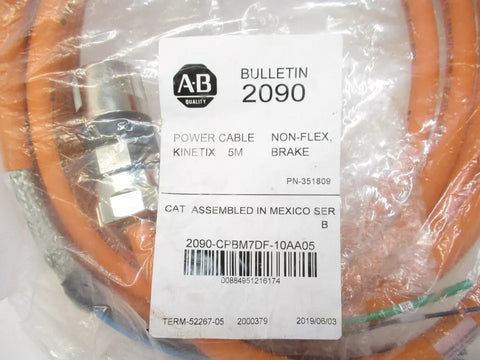 A·B
QUALITY
BULLETIN
2090
POWER CABLE NON-FLEX,
KINETIX 5M BRAKE
PN-351809
CAT ASSEMBLED IN MEXICO SER
B
2090-CPBM7DF-10AA05
00884951216174
TERM-52267-05 2000379 2019/06/03